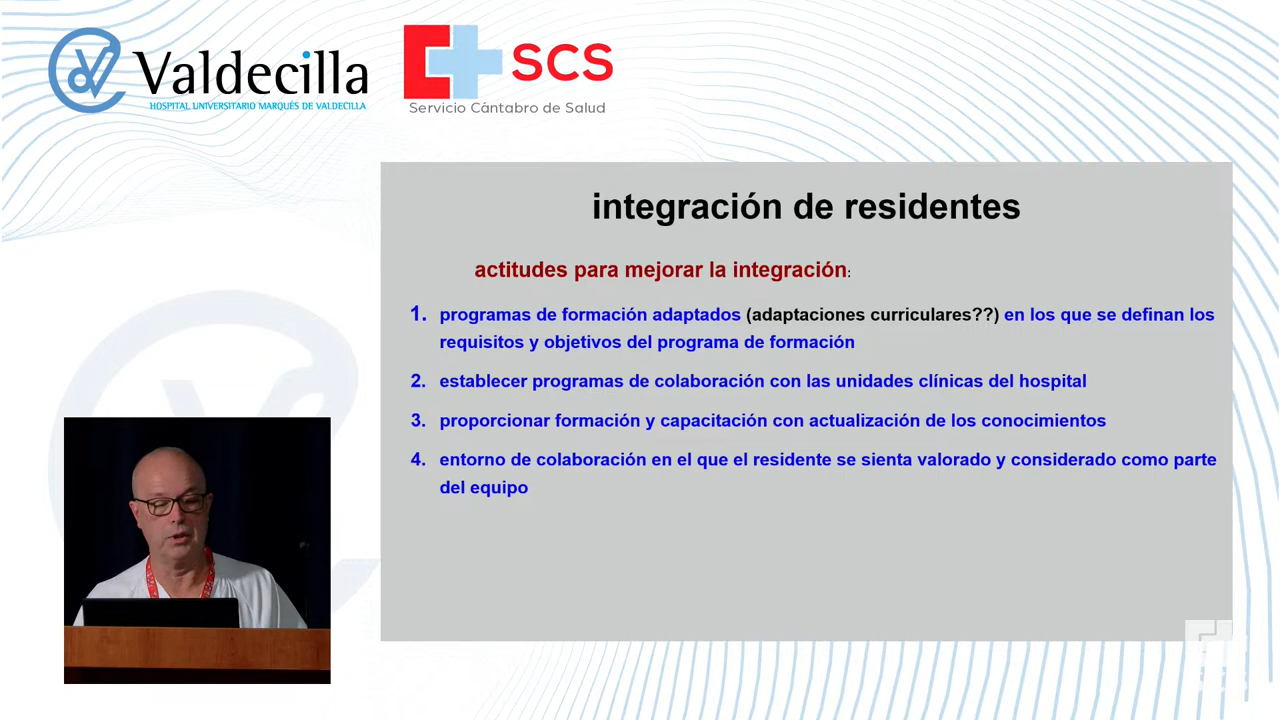 Valdecilla
HOSPITAL UNIVERSITARIO MARQUÉS DE VALDECILLA
SCS
Servicio Cántabro de Salud
integración de residentes
actitudes para mejorar la integración:
1. programas de formación adaptados (adaptaciones curriculares??) en los que se definan los
requisitos y objetivos del programa de formación
2. establecer programas de colaboración con las unidades clínicas del hospital
3. proporcionar formación y capacitación con actualización de los conocimientos
4. entorno de colaboración en el que el residente se sienta valorado y considerado como parte
del equipo